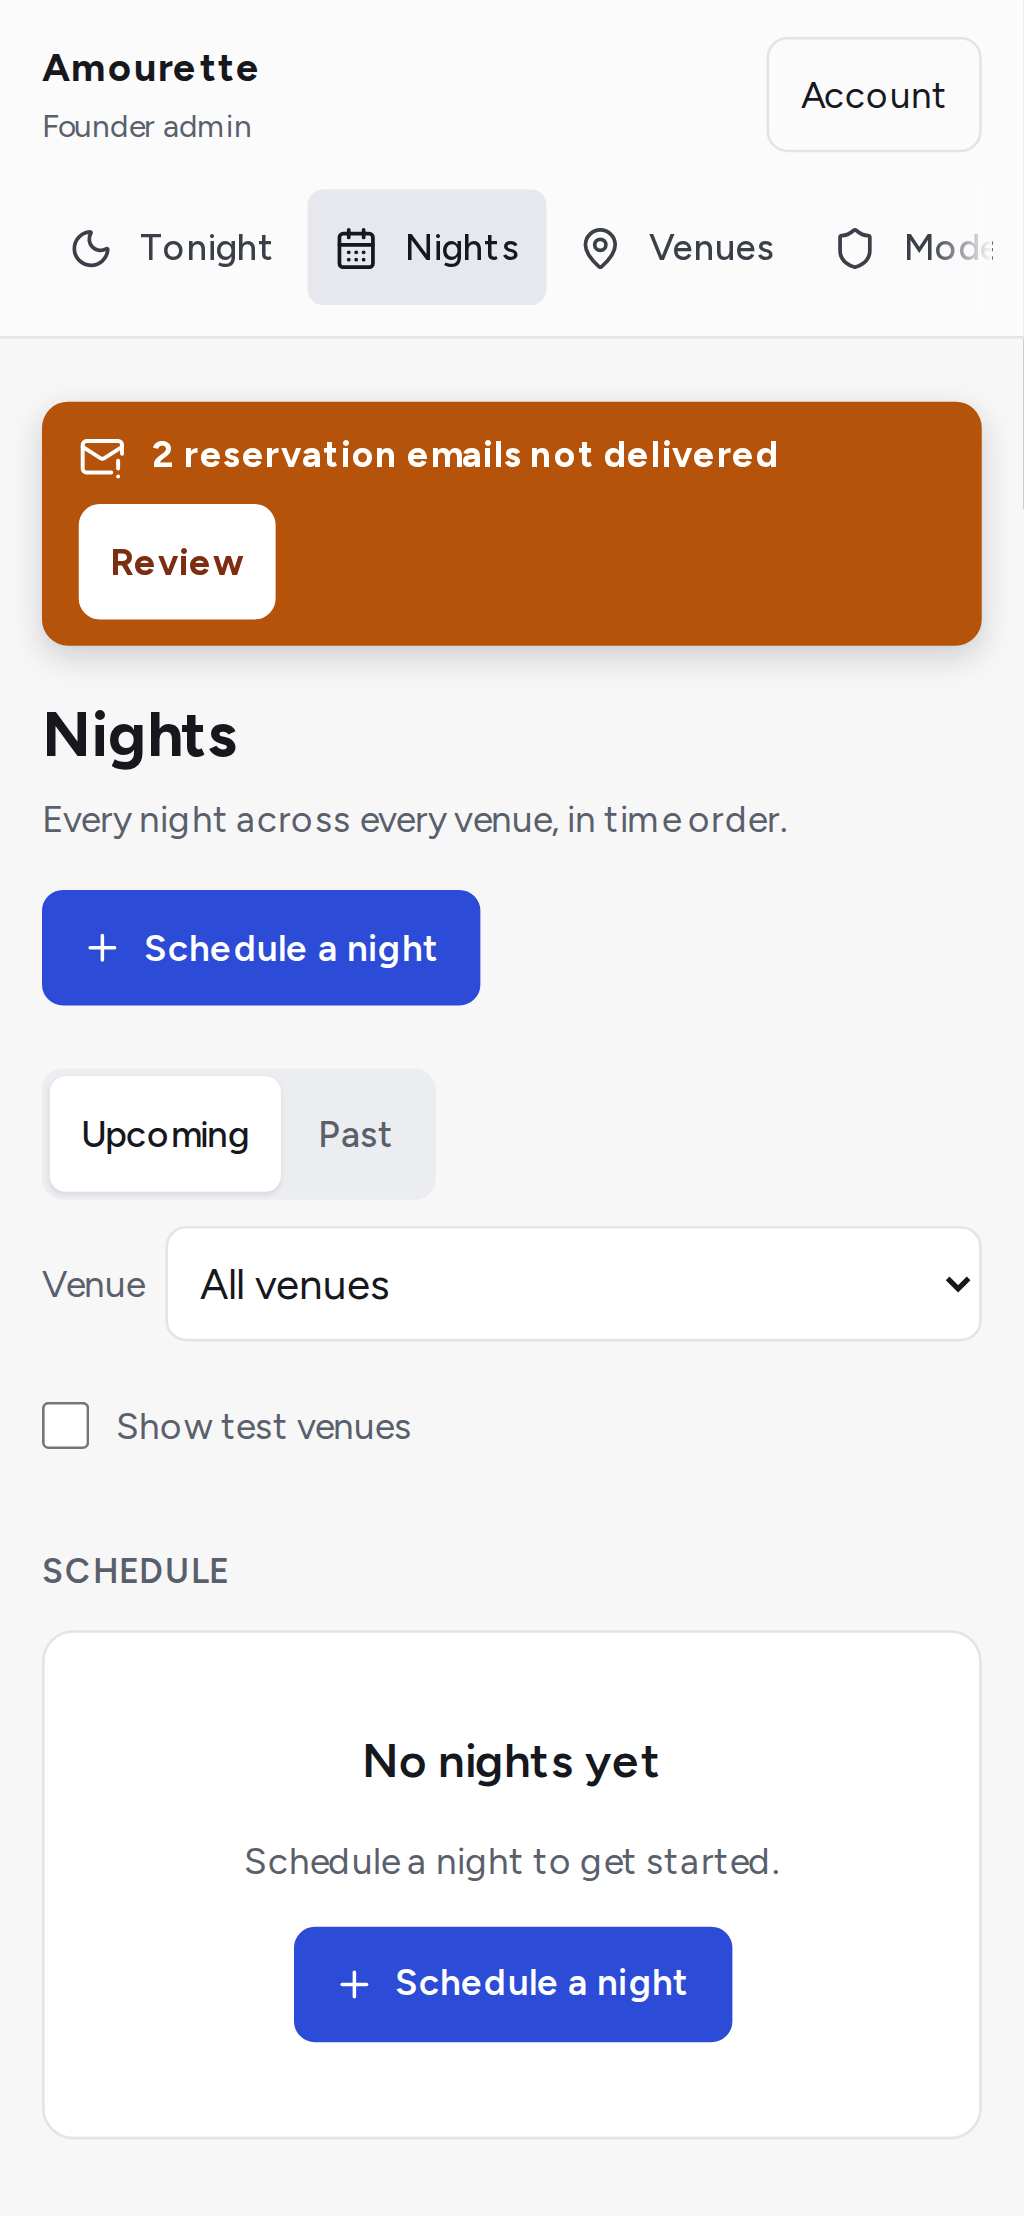 Amourette
Founder admin
Account
Tonight
Nights
Venues
2 reservation emails not delivered
Review
Nights
Every night across every venue, in time order.
Schedule a night
Upcoming
Past
Venue
All venues
Show test venues
SCHEDULE
No nights yet
Schedule a night to get started.
Schedule a night